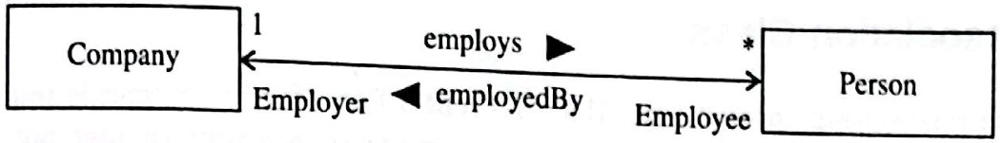 1
employs ▶
*
Company
Person
Employer
◀ employedBy
Employee